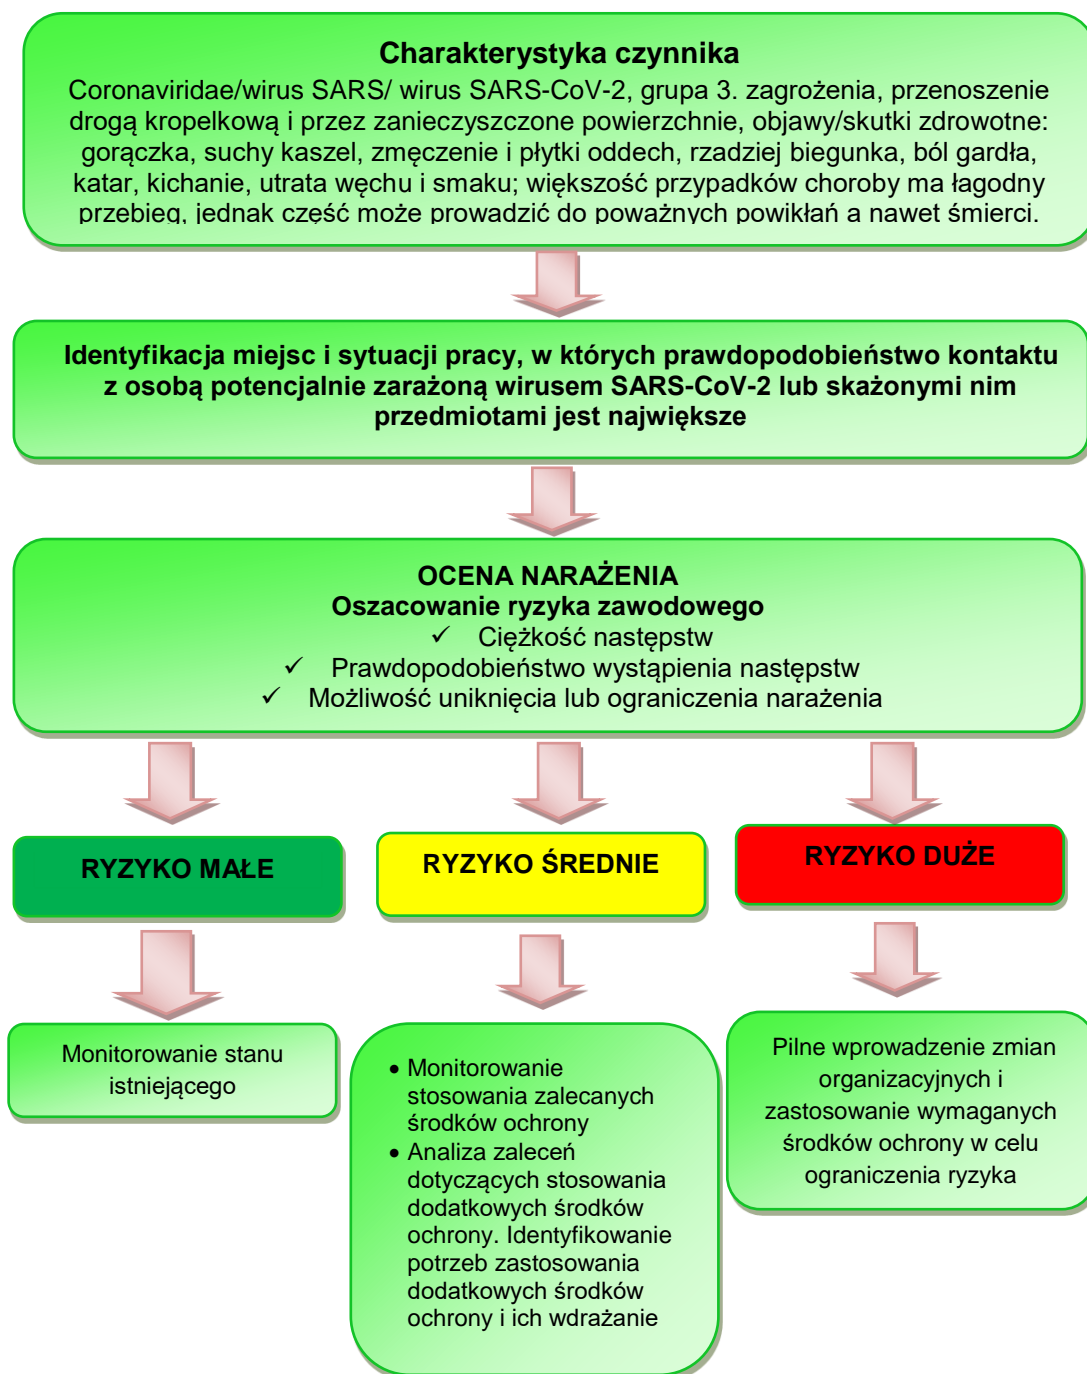 Charakterystyka czynnika
Coronaviridae/wirus SARS/ wirus SARS-CoV-2, grupa 3. zagrożenia, przenoszenie
drogą kropelkową i przez zanieczyszczone powierzchnie, objawy/skutki zdrowotne:
gorączka, suchy kaszel, zmęczenie i płytki oddech, rzadziej biegunka, ból gardła,
katar, kichanie, utrata węchu i smaku; większość przypadków choroby ma łagodny
przebieg, jednak część może prowadzić do poważnych powikłań a nawet śmierci.
Identyfikacja miejsc i sytuacji pracy, w których prawdopodobieństwo kontaktu
z osobą potencjalnie zarażoną wirusem SARS-CoV-2 lub skażonymi nim
przedmiotami jest największe
OCENA NARAŻENIA
Oszacowanie ryzyka zawodowego
✓ Ciężkość następstw
✓ Prawdopodobieństwo wystąpienia następstw
✓ Możliwość uniknięcia lub ograniczenia narażenia
RYZYKO MAŁE
RYZYKO ŚREDNIE
RYZYKO DUŻE
Monitorowanie stanu
istniejącego
• Monitorowanie
stosowania zalecanych
środków ochrony
• Analiza zaleceń
dotyczących stosowania
dodatkowych środków
ochrony. Identyfikowanie
potrzeb zastosowania
dodatkowych środków
ochrony i ich wdrażanie
Pilne wprowadzenie zmian
organizacyjnych i
zastosowanie wymaganych
środków ochrony w celu
ograniczenia ryzyka